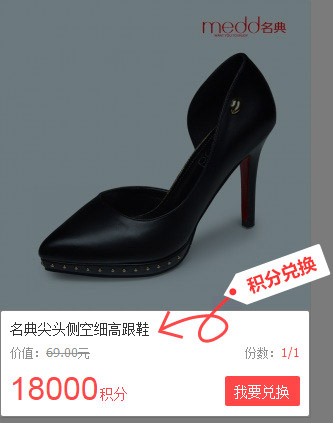 medd名典
积分兑换
名典尖头侧空细高跟鞋
价值：69.00元
份数：1/1
18000积分
我要兑换